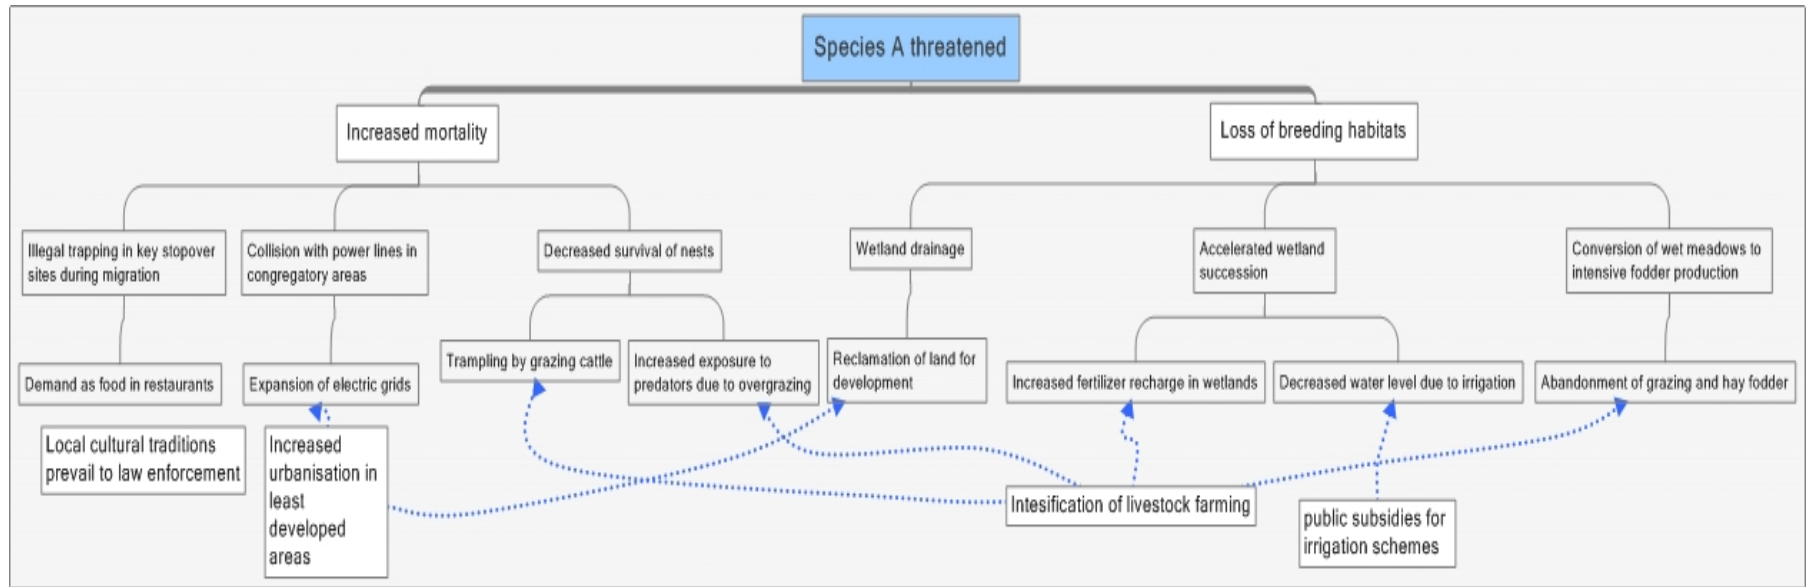 Species A threatened
Increased mortality
Loss of breeding habitats
Illegal trapping in key stopover
sites during migration
Collision with power lines in
congregatory areas
Decreased survival of nests
Wetland drainage
Accelerated wetland
succession
Conversion of wet meadows to
intensive fodder production
Demand as food in restaurants
Expansion of electric grids
Trampling by grazing cattle
Increased exposure to
predators due to overgrazing
Reclamation of land for
development
Increased fertilizer recharge in wetlands
Decreased water level due to irrigation
Abandonment of grazing and hay fodder
Local cultural traditions
prevail to law enforcement
Increased
urbanisation in
least
developed
areas
Intesification of livestock farming
public subsidies for
irrigation schemes